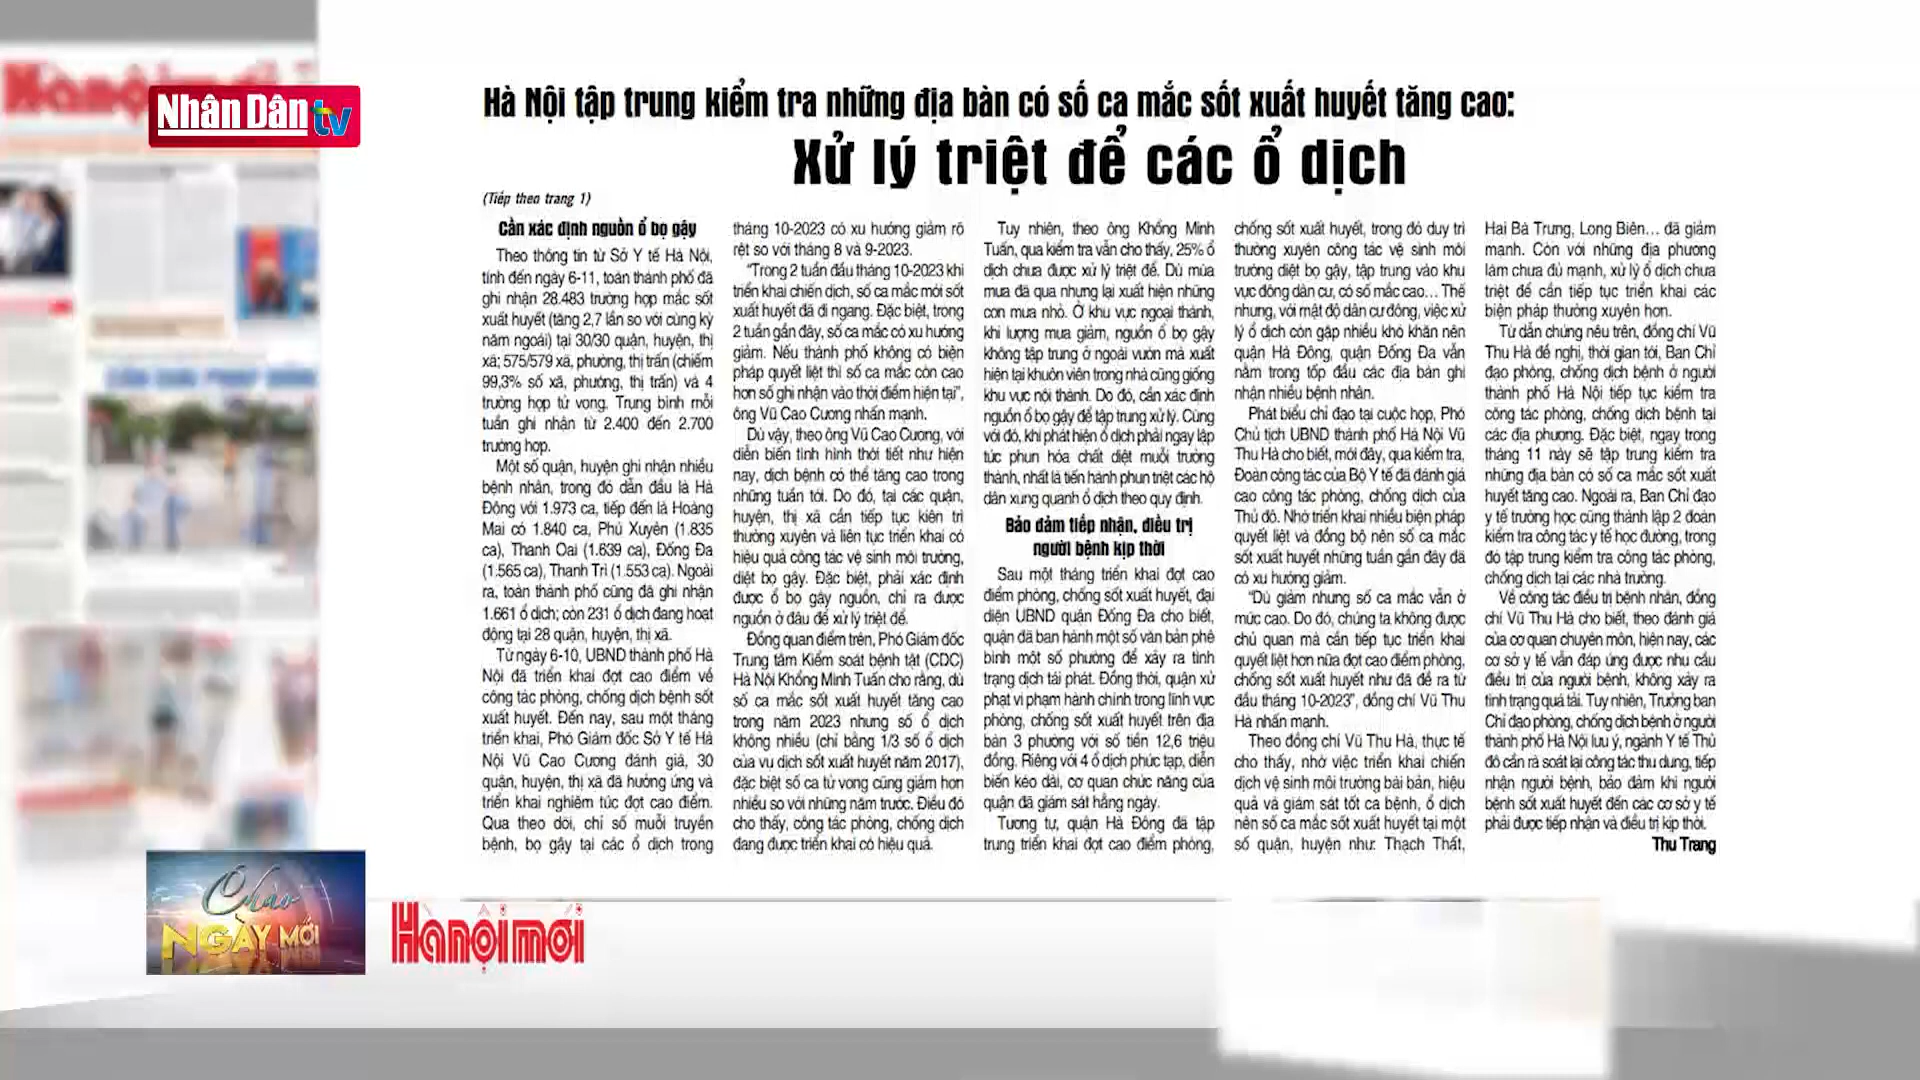 Nhân Dân tv
Hà Nội tập trung kiểm tra những địa bàn có số ca mắc sốt xuất huyết tăng cao:
Xử lý triệt để các ổ dịch
(Tiếp theo trang 1)
Cần xác định nguồn ổ bọ gậy
Theo thông tin từ Sở Y tế Hà Nội,
tính đến ngày 6-11, toàn thành phố đã
ghi nhận 28.483 trường hợp mắc sốt
xuất huyết (tăng 2,7 lần so với cùng kỳ
năm ngoái) tại 30/30 quận, huyện, thị
xã; 575/579 xã, phường, thị trấn (chiếm
99,3% số xã, phường, thị trấn) và 4
trường hợp tử vong. Trung bình mỗi
tuần ghi nhận từ 2.400 đến 2.700
trường hợp.
Một số quận, huyện ghi nhận nhiều
bệnh nhân, trong đó dẫn đầu là Hà
Đông với 1.973 ca, tiếp đến là Hoàng
Mai có 1.840 ca, Phú Xuyên (1.835
ca), Thanh Oai (1.639 ca), Đống Đa
(1.565 ca), Thanh Trì (1.553 ca). Ngoài
ra, toàn thành phố cũng đã ghi nhận
1.661 ổ dịch; còn 231 ổ dịch đang hoạt
động tại 28 quận, huyện, thị xã.
Từ ngày 6-10, UBND thành phố Hà
Nội đã triển khai đợt cao điểm về
công tác phòng, chống dịch bệnh sốt
xuất huyết. Đến nay, sau một tháng
triển khai, Phó Giám đốc Sở Y tế Hà
Nội Vũ Cao Cương đánh giá, 30
quận, huyện, thị xã đã hưởng ứng và
triển khai nghiêm túc đợt cao điểm.
Qua theo dõi, chỉ số muỗi truyền
bệnh, bọ gậy tại các ổ dịch trong
tháng 10-2023 có xu hướng giảm rõ
rệt so với tháng 8 và 9-2023.
"Trong 2 tuần đầu tháng 10-2023 khi
triển khai chiến dịch, số ca mắc mới sốt
xuất huyết đã đi ngang. Đặc biệt, trong
2 tuần gần đây, số ca mắc có xu hướng
giảm. Nếu thành phố không có biện
pháp quyết liệt thì số ca mắc còn cao
hơn số ghi nhận vào thời điểm hiện tại",
ông Vũ Cao Cương nhấn mạnh.
Dù vậy, theo ông Vũ Cao Cương, với
diễn biến tình hình thời tiết như hiện
nay, dịch bệnh có thể tăng cao trong
những tuần tới. Do đó, tại các quận,
huyện, thị xã cần tiếp tục kiên trì
thường xuyên và liên tục triển khai có
hiệu quả công tác vệ sinh môi trường,
diệt bọ gậy. Đặc biệt, phải xác định
được ổ bọ gậy nguồn, chỉ ra được
nguồn ở đâu để xử lý triệt để.
Đồng quan điểm trên, Phó Giám đốc
Trung tâm Kiểm soát bệnh tật (CDC)
Hà Nội Khổng Minh Tuấn cho rằng, dù
số ca mắc sốt xuất huyết tăng cao
trong năm 2023 nhưng số ổ dịch
không nhiều (chỉ bằng 1/3 số ổ dịch
của vụ dịch sốt xuất huyết năm 2017),
đặc biệt số ca tử vong cũng giảm hơn
nhiều so với những năm trước. Điều đó
cho thấy, công tác phòng, chống dịch
đang được triển khai có hiệu quả.
Tuy nhiên, theo ông Khổng Minh
Tuấn, qua kiểm tra vẫn cho thấy, 25% ổ
dịch chưa được xử lý triệt để. Dù mùa
mưa đã qua nhưng lại xuất hiện những
cơn mưa nhỏ. Ở khu vực ngoại thành,
khi lượng mưa giảm, nguồn ổ bọ gậy
không tập trung ở ngoài vườn mà xuất
hiện tại khuôn viên trong nhà cũng giống
khu vực nội thành. Do đó, cần xác định
nguồn ổ bọ gậy để tập trung xử lý. Cùng
với đó, khi phát hiện ổ dịch phải ngay lập
tức phun hóa chất diệt muỗi trưởng
thành, nhất là tiến hành phun triệt các hộ
dân xung quanh ổ dịch theo quy định.
Bảo đảm tiếp nhận, điều trị
người bệnh kịp thời
Sau một tháng triển khai đợt cao
điểm phòng, chống sốt xuất huyết, đại
diện UBND quận Đống Đa cho biết,
quận đã ban hành một số văn bản phê
bình một số phường để xảy ra tình
trạng dịch tái phát. Đồng thời, quận xử
phạt vi phạm hành chính trong lĩnh vực
phòng, chống sốt xuất huyết trên địa
bàn 3 phường với số tiền 12,6 triệu
đồng. Riêng với 4 ổ dịch phức tạp, diễn
biến kéo dài, cơ quan chức năng của
quận đã giám sát hằng ngày.
Tương tự, quận Hà Đông đã tập
trung triển khai đợt cao điểm phòng,
chống sốt xuất huyết, trong đó duy trì
thường xuyên công tác vệ sinh môi
trường diệt bọ gậy, tập trung vào khu
vực đông dân cư, có số mắc cao... Thế
nhưng, với mật độ dân cư đông, việc xử
lý ổ dịch còn gặp nhiều khó khăn nên
quận Hà Đông, quận Đống Đa vẫn
nằm trong tốp đầu các địa bàn ghi
nhận nhiều bệnh nhân.
Phát biểu chỉ đạo tại cuộc họp, Phó
Chủ tịch UBND thành phố Hà Nội Vũ
Thu Hà cho biết, mới đây, qua kiểm tra,
Đoàn công tác của Bộ Y tế đã đánh giá
cao công tác phòng, chống dịch của
Thủ đô. Nhờ triển khai nhiều biện pháp
quyết liệt và đồng bộ nên số ca mắc
sốt xuất huyết những tuần gần đây đã
có xu hướng giảm.
"Dù giảm nhưng số ca mắc vẫn ở
mức cao. Do đó, chúng ta không được
chủ quan mà cần tiếp tục triển khai
quyết liệt hơn nữa đợt cao điểm phòng,
chống sốt xuất huyết như đã đề ra từ
đầu tháng 10-2023", đồng chí Vũ Thu
Hà nhấn mạnh.
Theo đồng chí Vũ Thu Hà, thực tế
cho thấy, nhờ việc triển khai chiến
dịch vệ sinh môi trường bài bản, hiệu
quả và giám sát tốt ca bệnh, ổ dịch
nên số ca mắc sốt xuất huyết tại một
số quận, huyện như: Thạch Thất,
Hai Bà Trưng, Long Biên... đã giảm
mạnh. Còn với những địa phương
làm chưa đủ mạnh, xử lý ổ dịch chưa
triệt để cần tiếp tục triển khai các
biện pháp thường xuyên hơn.
Từ dẫn chứng nêu trên, đồng chí Vũ
Thu Hà đề nghị, thời gian tới, Ban Chỉ
đạo phòng, chống dịch bệnh ở người
thành phố Hà Nội tiếp tục kiểm tra
công tác phòng, chống dịch bệnh tại
các địa phương. Đặc biệt, ngay trong
tháng 11 này sẽ tập trung kiểm tra
những địa bàn có số ca mắc sốt xuất
huyết tăng cao. Ngoài ra, Ban Chỉ đạo
y tế trường học cũng thành lập 2 đoàn
kiểm tra công tác y tế học đường, trong
đó tập trung kiểm tra công tác phòng,
chống dịch tại các nhà trường.
Về công tác điều trị bệnh nhân, đồng
chí Vũ Thu Hà cho biết, theo đánh giá
của cơ quan chuyên môn, hiện nay, các
cơ sở y tế vẫn đáp ứng được nhu cầu
điều trị của người bệnh, không xảy ra
tình trạng quá tải. Tuy nhiên, Trưởng ban
Chỉ đạo phòng, chống dịch bệnh ở người
thành phố Hà Nội lưu ý, ngành Y tế Thủ
đô cần rà soát lại công tác thu dung, tiếp
nhận người bệnh, bảo đảm khi người
bệnh sốt xuất huyết đến các cơ sở y tế
phải được tiếp nhận và điều trị kịp thời.
Thu Trang
Chào
NGÀY MỚI
Hànộimới